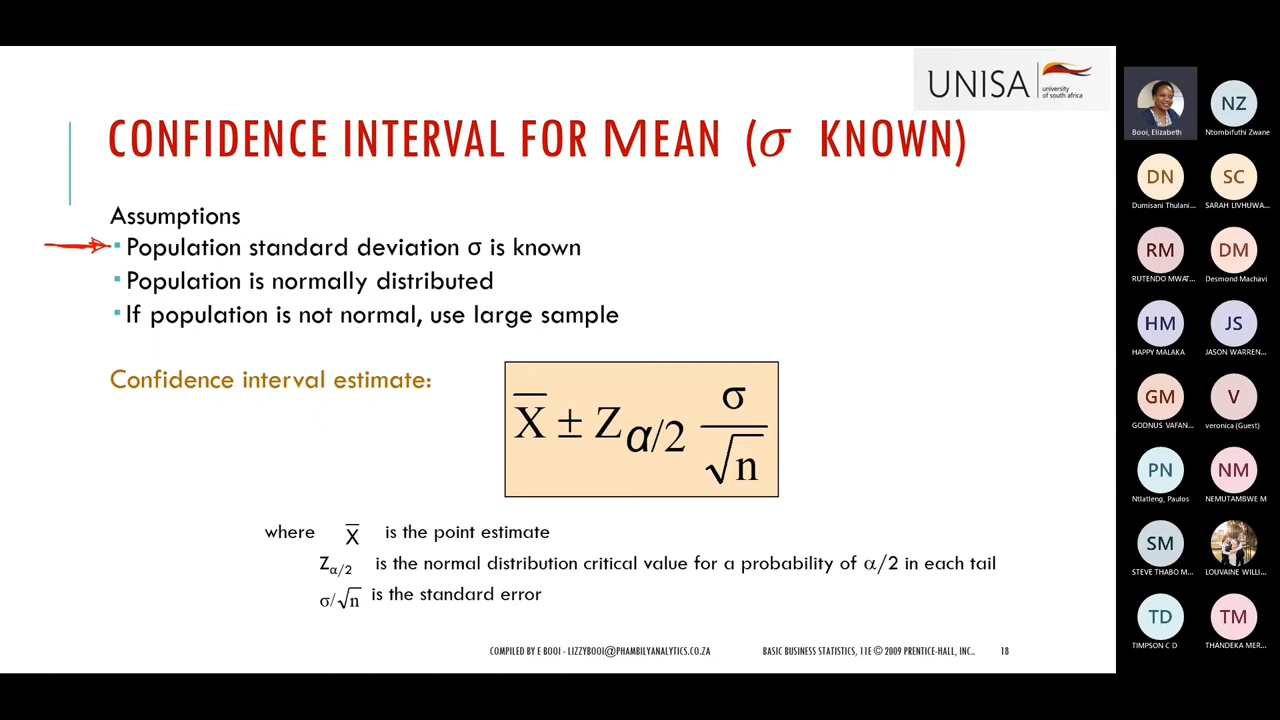 UNISA
university
of south africa
CONFIDENCE INTERVAL FOR MEAN (σ KNOWN)
Assumptions
▪ Population standard deviation σ is known
▪ Population is normally distributed
▪ If population is not normal, use large sample
Confidence interval estimate:
X̅ ± Zα/2 σ/√n
where X̅ is the point estimate
Zα/2 is the normal distribution critical value for a probability of α/2 in each tail
σ/√n is the standard error
COMPILED BY E BOOI - LIZZYBOOI@PHAMBILYANALYTICS.CO.ZA
BASIC BUSINESS STATISTICS, 11E © 2009 PRENTICE-HALL, INC..
18
Booi, Elizabeth
NZ
Ntombifuthi Zwane
DN
Dumisani Thulani...
SC
SARAH LIVHUWA...
RM
RUTENDO MWAT...
DM
Desmond Machavi
HM
HAPPY MALAKA
JS
JASON WARREN...
GM
GODNUS VAFAN...
V
veronica (Guest)
PN
Ntlatleng, Paulos
NM
NEMUTAMBWE M
SM
STEVE THABO M...
LOUVAINE WILLI...
TD
TIMPSON C D
TM
THANDEKA MER...